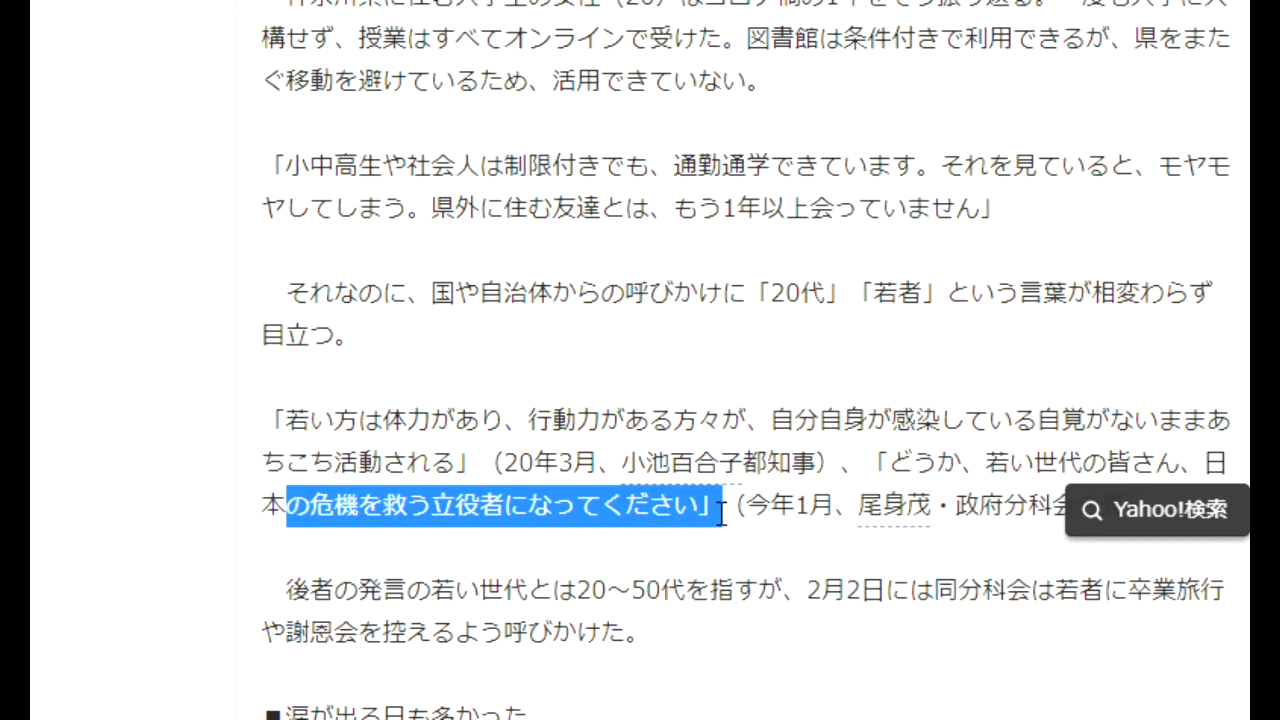 構せず、授業はすべてオンラインで受けた。図書館は条件付きで利用できるが、県をまた
ぐ移動を避けているため、活用できていない。
「小中高生や社会人は制限付きでも、通勤通学できています。それを見ていると、モヤモ
ヤしてしまう。県外に住む友達とは、もう1年以上会っていません」
それなのに、国や自治体からの呼びかけに「20代」「若者」という言葉が相変わらず
目立つ。
「若い方は体力があり、行動力がある方々が、自分自身が感染している自覚がないままあ
ちこち活動される」（20年3月、小池百合子都知事）、「どうか、若い世代の皆さん、日
本の危機を救う立役者になってください」（今年1月、尾身茂・政府分科会
Yahoo!検索
後者の発言の若い世代とは20〜50代を指すが、2月2日には同分科会は若者に卒業旅行
や謝恩会を控えるよう呼びかけた。
■涙が出る日も多かった